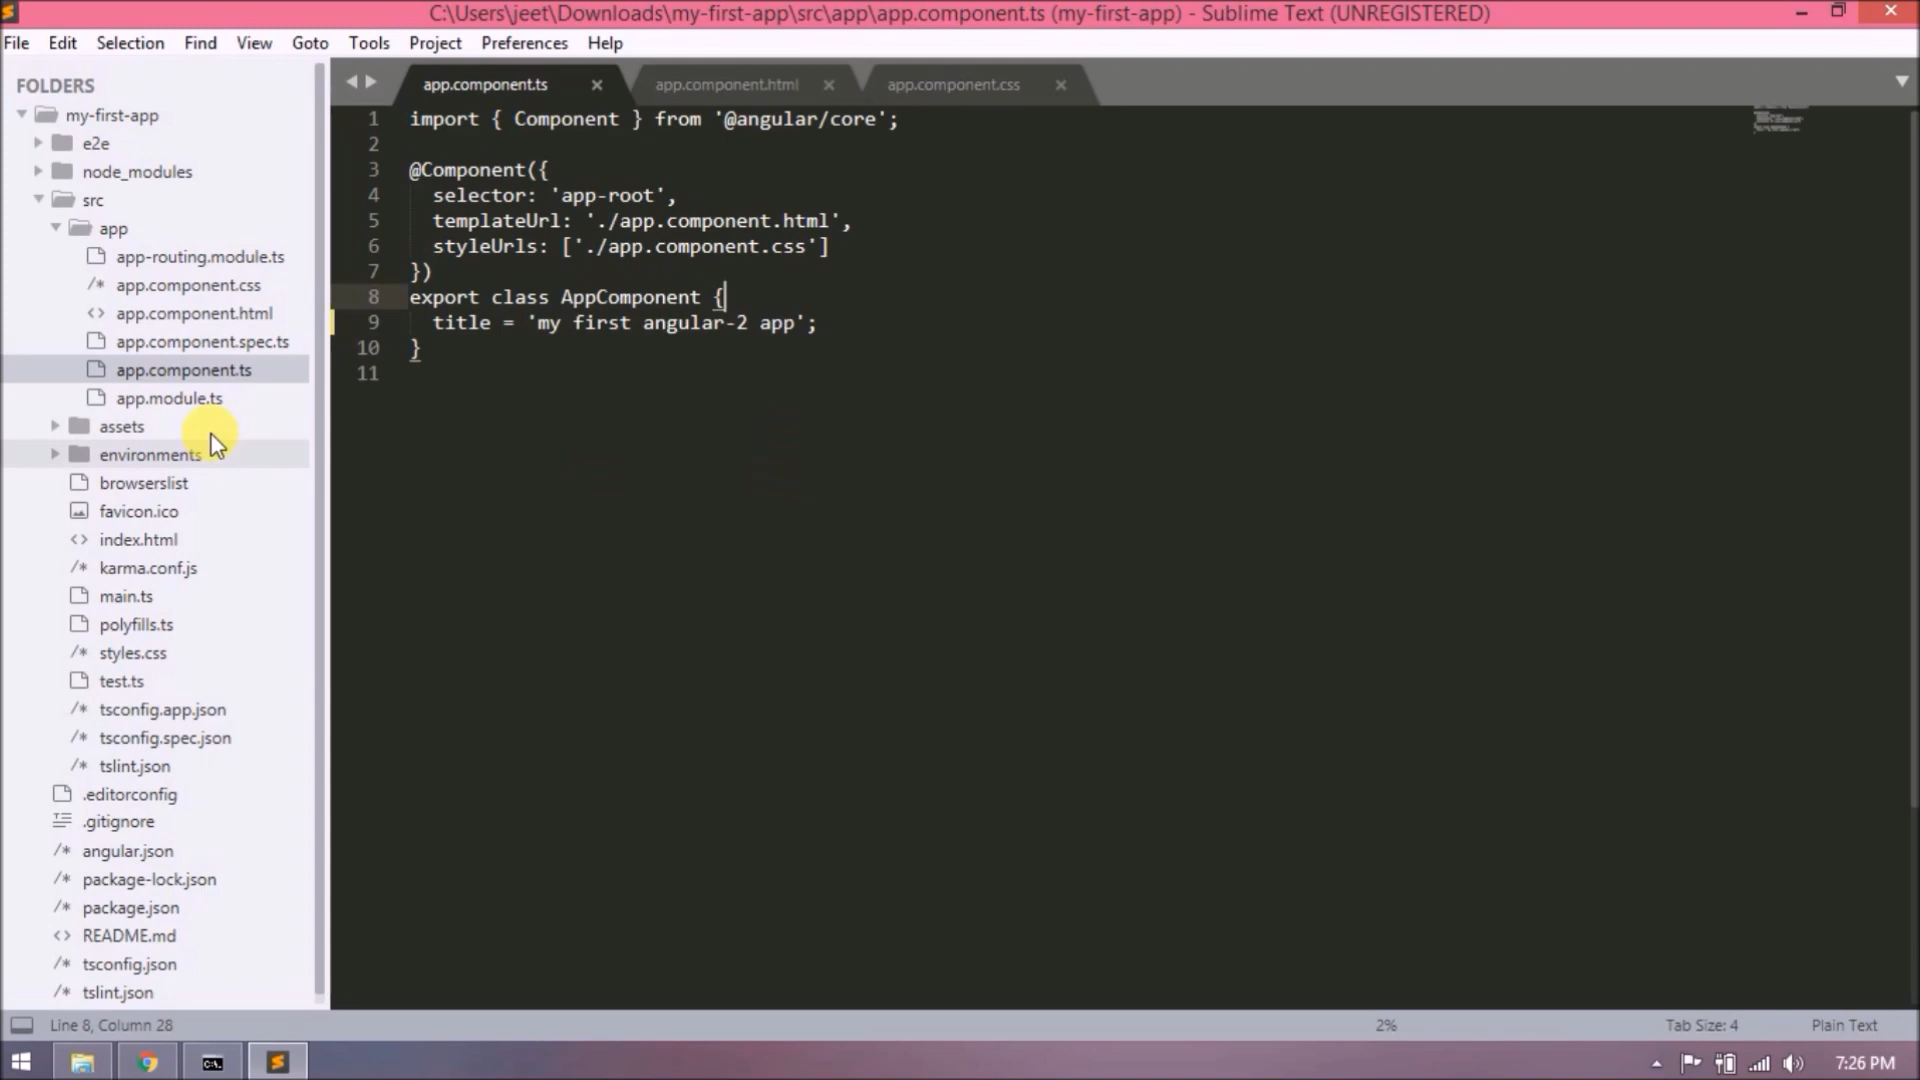 C:\Users\jeet\Downloads\my-first-app\src\app\app.component.ts (my-first-app) - Sublime Text (UNREGISTERED)
File Edit Selection Find View Goto Tools Project Preferences Help
FOLDERS
my-first-app
e2e
node_modules
src
app
app-routing.module.ts
app.component.css
app.component.html
app.component.spec.ts
app.component.ts
app.module.ts
assets
environments
browserslist
favicon.ico
index.html
karma.conf.js
main.ts
polyfills.ts
styles.css
test.ts
tsconfig.app.json
tsconfig.spec.json
tslint.json
.editorconfig
.gitignore
angular.json
package-lock.json
package.json
README.md
tsconfig.json
tslint.json
app.component.ts app.component.html app.component.css
1 import { Component } from '@angular/core';
2
3 @Component({
4 selector: 'app-root',
5 templateUrl: './app.component.html',
6 styleUrls: ['./app.component.css']
7 })
8 export class AppComponent {
9 title = 'my first angular-2 app';
10 }
11
Line 8, Column 28 2% Tab Size: 4 Plain Text
7:26 PM